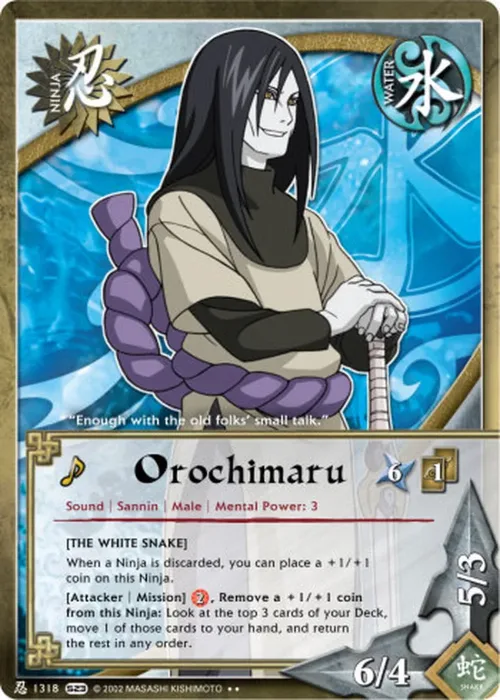 NINJA 忍
WATER 水
"Enough with the old folks' small talk."
Orochimaru 6 1
Sound | Sannin | Male | Mental Power: 3
[THE WHITE SNAKE]
When a Ninja is discarded, you can place a +1/+1
coin on this Ninja.
[Attacker | Mission] 2, Remove a +1/+1 coin
from this Ninja: Look at the top 3 cards of your Deck,
move 1 of those cards to your hand, and return
the rest in any order.
5/3
6/4
蛇
SNAKE
忍 1318 © 2002 MASASHI KISHIMOTO